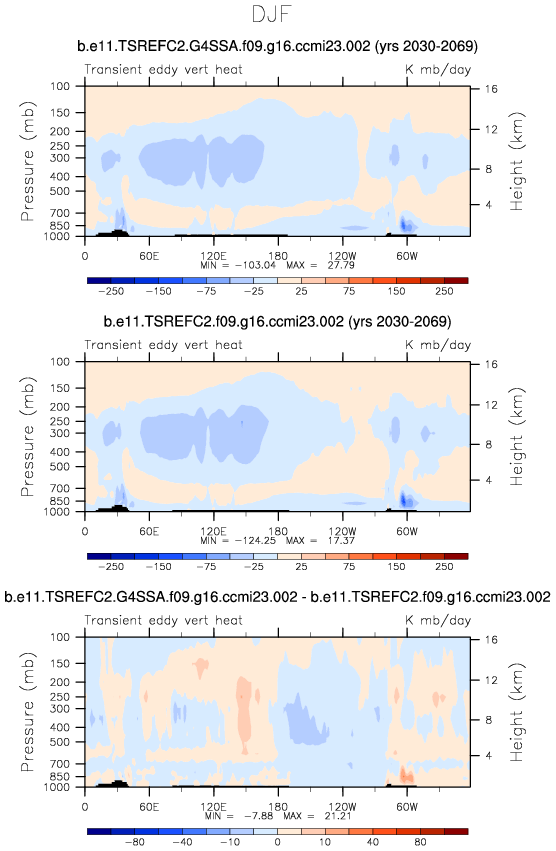 DJF
b.e11.TSREFC2.G4SSA.f09.g16.ccmi23.002 (yrs 2030-2069)
Transient eddy vert heat K mb/day
Pressure (mb)
Height (km)
100 150 200 250 300 400 500 700 850 1000
16 12 8 4
0 60E 120E 180 120W 60W
MIN = -103.04 MAX = 27.79
-250 -150 -75 -25 25 75 150 250
b.e11.TSREFC2.f09.g16.ccmi23.002 (yrs 2030-2069)
Transient eddy vert heat K mb/day
Pressure (mb)
Height (km)
100 150 200 250 300 400 500 700 850 1000
16 12 8 4
0 60E 120E 180 120W 60W
MIN = -124.25 MAX = 17.37
-250 -150 -75 -25 25 75 150 250
b.e11.TSREFC2.G4SSA.f09.g16.ccmi23.002 - b.e11.TSREFC2.f09.g16.ccmi23.002
Transient eddy vert heat K mb/day
Pressure (mb)
Height (km)
100 150 200 250 300 400 500 700 850 1000
16 12 8 4
0 60E 120E 180 120W 60W
MIN = -7.88 MAX = 21.21
-80 -40 -10 0 10 40 80